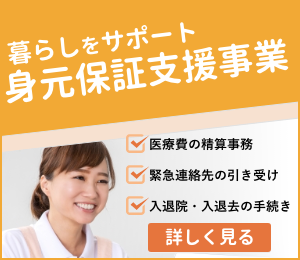 暮らしをサポート
身元保証支援事業
医療費の精算事務
緊急連絡先の引き受け
入退院・入退去の手続き
詳しく見る